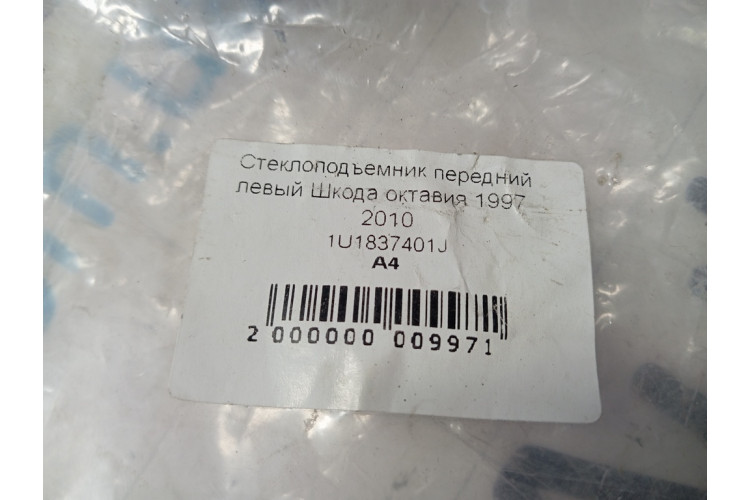 Стеклоподъемник передний
левый Шкода октавия 1997
2010
1U1837401J
A4
2 000000 009971